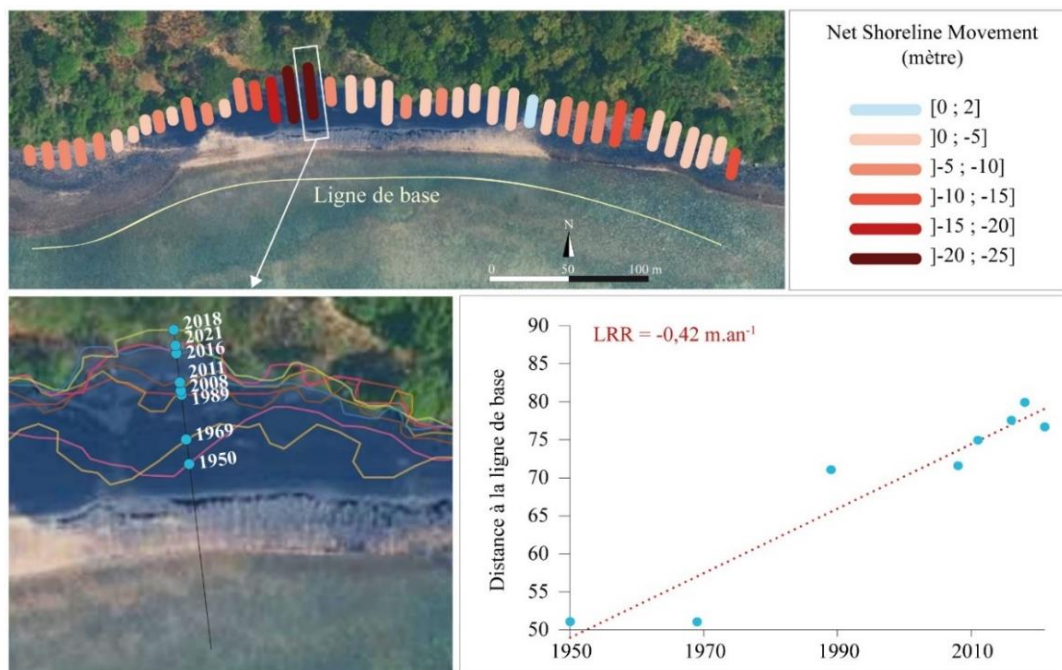 Ligne de base
N
0 50 100 m
Net Shoreline Movement
(mètre)
[0 ; 2]
]0 ; -5]
]-5 ; -10]
]-10 ; -15]
]-15 ; -20]
]-20 ; -25]
2018
2021
2016
2011
2008
1989
1969
1950
LRR = -0,42 m.an⁻¹
Distance à la ligne de base
90
85
80
75
70
65
60
55
50
1950 1970 1990 2010